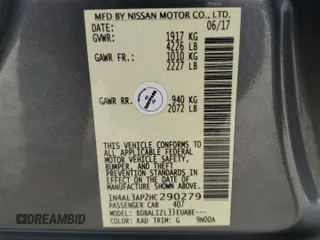 MFD BY NISSAN MOTOR CO., LTD.
DATE: 06/17
GVWR: 1917 KG
4226 LB
GAWR FR: 1010 KG
2227 LB
GAWR RR: 940 KG
2072 LB
THIS VEHICLE CONFORMS TO ALL APPLICABLE
FEDERAL MOTOR VEHICLE SAFETY,
BUMPER, AND THEFT PREVENTION
STANDARDS IN EFFECT ON THE DATE OF
MANUFACTURE SHOWN ABOVE.
1N4AL3AP2HC290279
PASSENGER CAR 407
MODEL: BDBALIZL33EUABE----
COLOR: KAD TRIM: G 9N00A